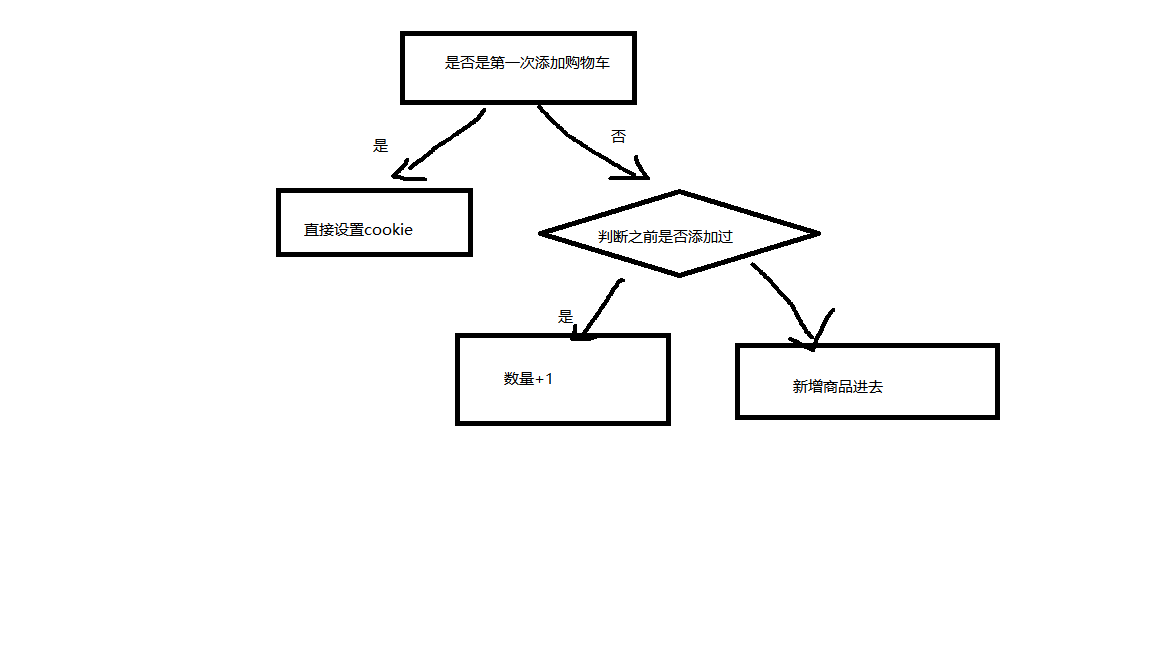 是否是第一次添加购物车
否
是
直接设置cookie
判断之前是否添加过
是
数量+1
新增商品进去